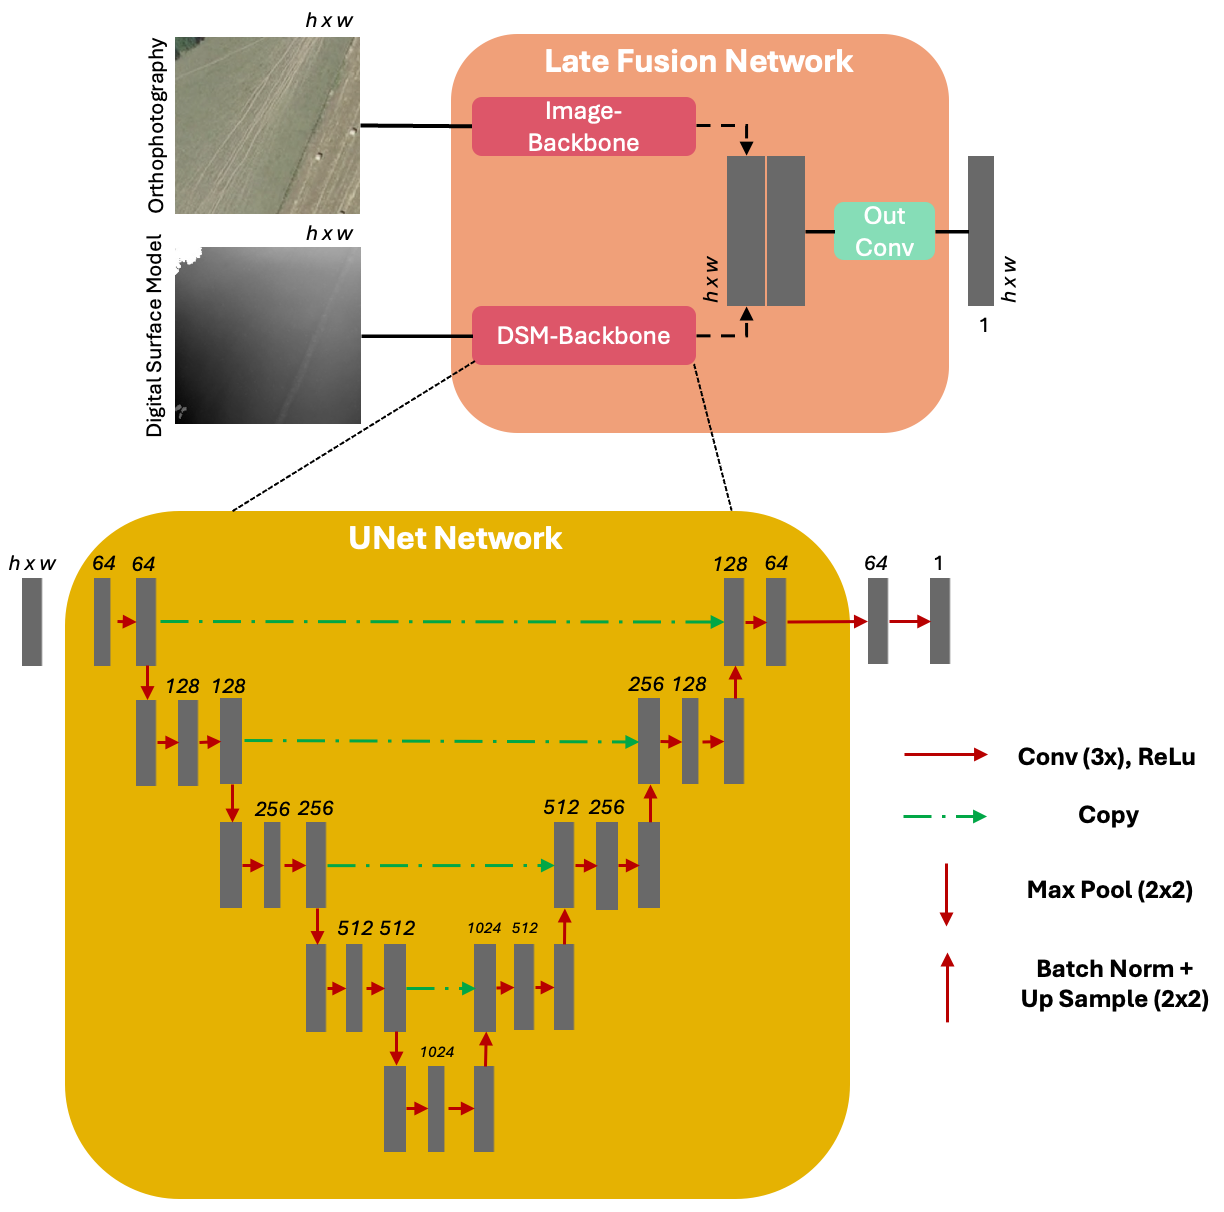 h x w
Orthophotography
Late Fusion Network
Image-
Backbone
h x w
Digital Surface Model
DSM-Backbone
h x w
Out
Conv
h x w
1
UNet Network
h x w
64 64
128 64
64
1
128 128
256 128
256 256
512 256
512 512
1024 512
1024
Conv (3x), ReLu
Copy
Max Pool (2x2)
Batch Norm +
Up Sample (2x2)